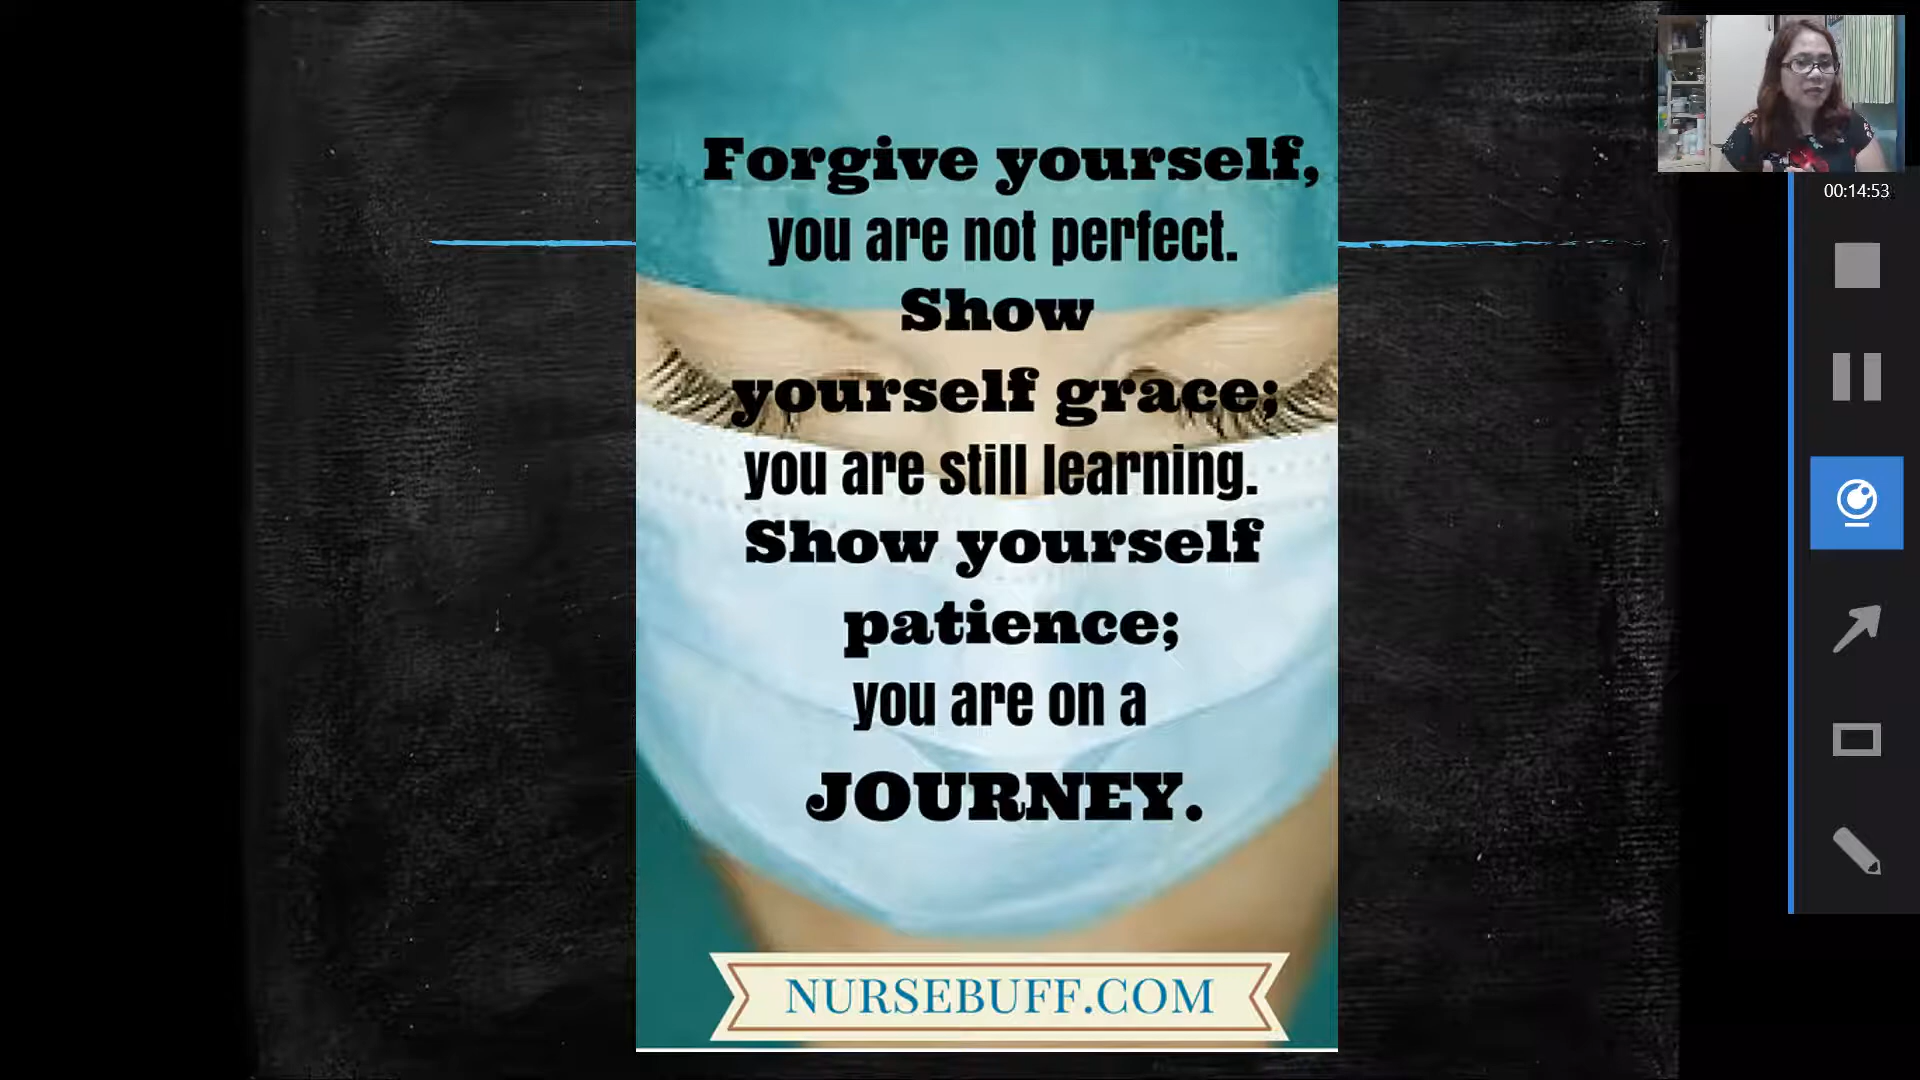 Forgive yourself,
you are not perfect.
Show
yourself grace;
you are still learning.
Show yourself
patience;
you are on a
JOURNEY.
NURSEBUFF.COM
00:14:53